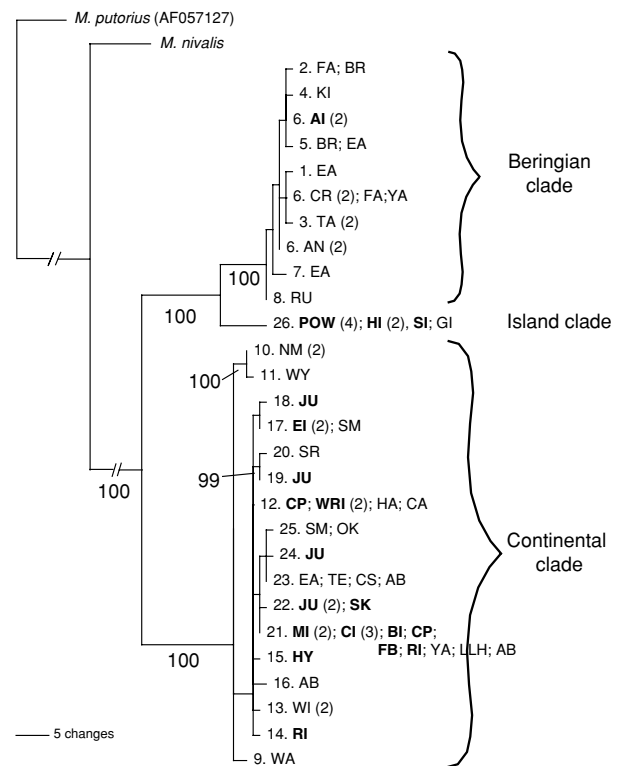 M. putorius (AF057127)
M. nivalis
2. FA; BR
4. KI
6. AI (2)
5. BR; EA
Beringian
clade
1. EA
6. CR (2); FA;YA
3. TA (2)
6. AN (2)
7. EA
100
8. RU
100
26. POW (4); HI (2), SI; GI
Island clade
10. NM (2)
100
11. WY
18. JU
17. EI (2); SM
20. SR
99
19. JU
12. CP; WRI (2); HA; CA
100
25. SM; OK
24. JU
Continental
clade
23. EA; TE; CS; AB
22. JU (2); SK
21. MI (2); CI (3); BI; CP;
FB; RI; YA; LLH; AB
100
15. HY
16. AB
13. WI (2)
14. RI
5 changes
9. WA